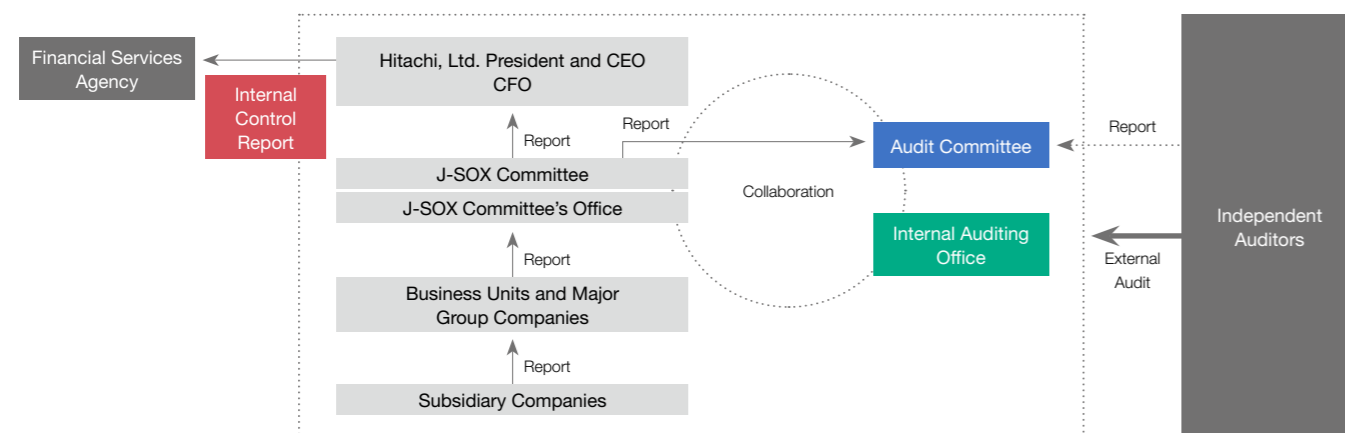 Financial Services
Agency
Internal
Control
Report
Hitachi, Ltd. President and CEO
CFO
Report
Report
J-SOX Committee
J-SOX Committee's Office
Report
Business Units and Major
Group Companies
Report
Subsidiary Companies
Collaboration
Audit Committee
Internal Auditing
Office
Report
External
Audit
Independent
Auditors